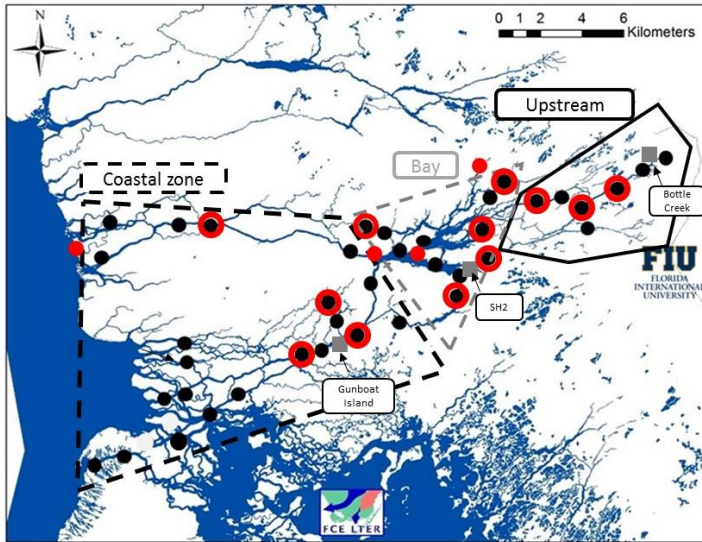 N
0 1 2 4 6
Kilometers
Upstream
Bay
Coastal zone
Bottle
Creek
FIU
FLORIDA
INTERNATIONAL
UNIVERSITY
SH2
Gunboat
Island
FCE LTER